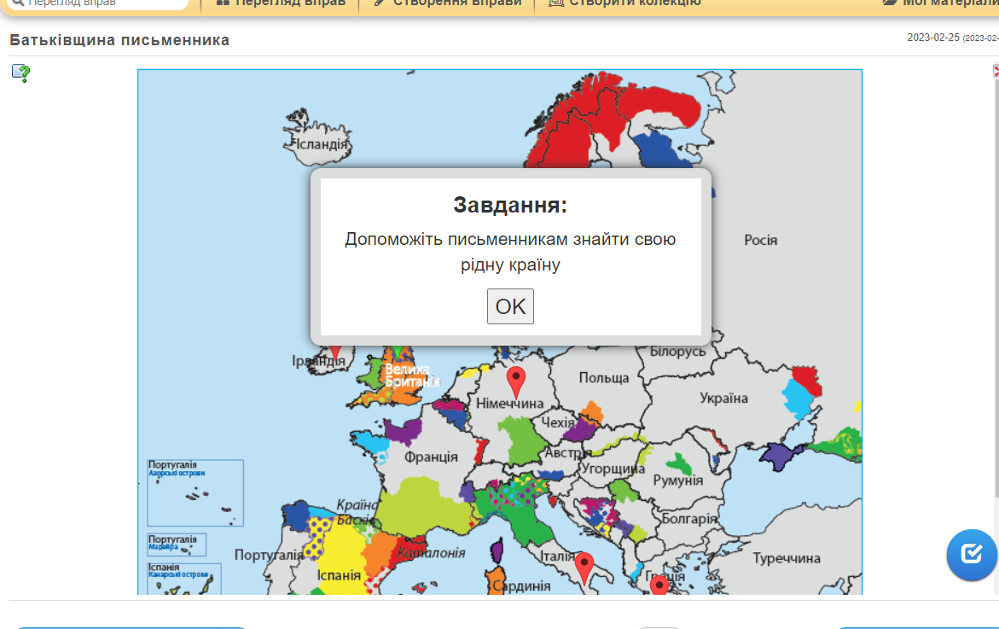 Перегляд вправ
Перегляд вправ
Створення вправи
Створити колекцію
Мої матеріали
Батьківщина письменника
2023-02-25 (2023-02-
Ісландія
Завдання:
Допоможіть письменникам знайти свою
рідну країну
OK
Росія
Ірландія
Велика
Британія
Білорусь
Польща
Україна
Німеччина
Чехія
Франція
Австрія
Угорщина
Румунія
Португалія
Азорські острови
Країна
Басків
Болгарія
Португалія
Мадейра
Португалія
Каталонія
Італія
Туреччина
Іспанія
Канарські острови
Іспанія
Сардинія
Греція